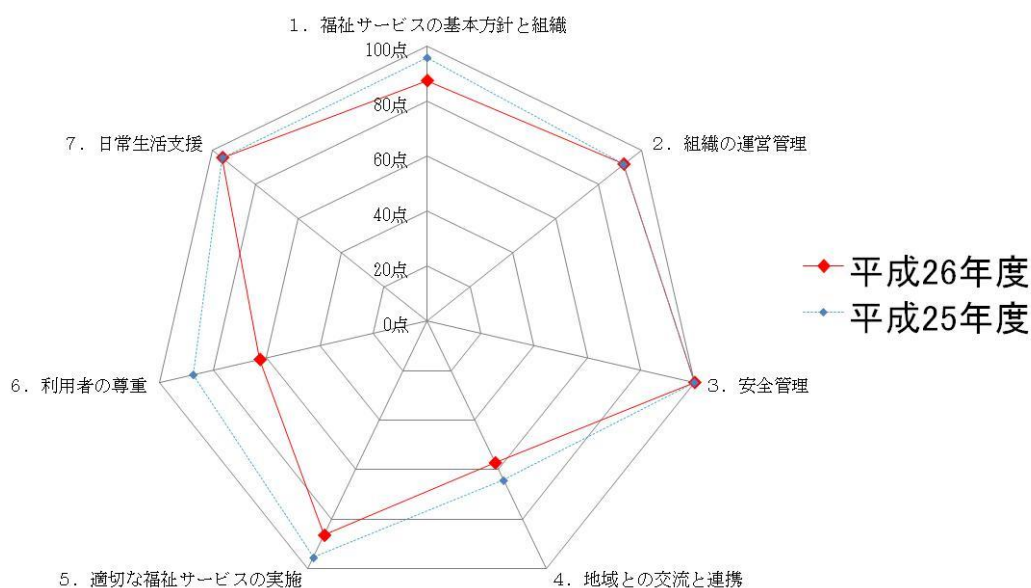 1．福祉サービスの基本方針と組織
100点
80点
60点
40点
20点
0点
2．組織の運営管理
3．安全管理
4．地域との交流と連携
5．適切な福祉サービスの実施
6．利用者の尊重
7．日常生活支援
平成26年度
平成25年度